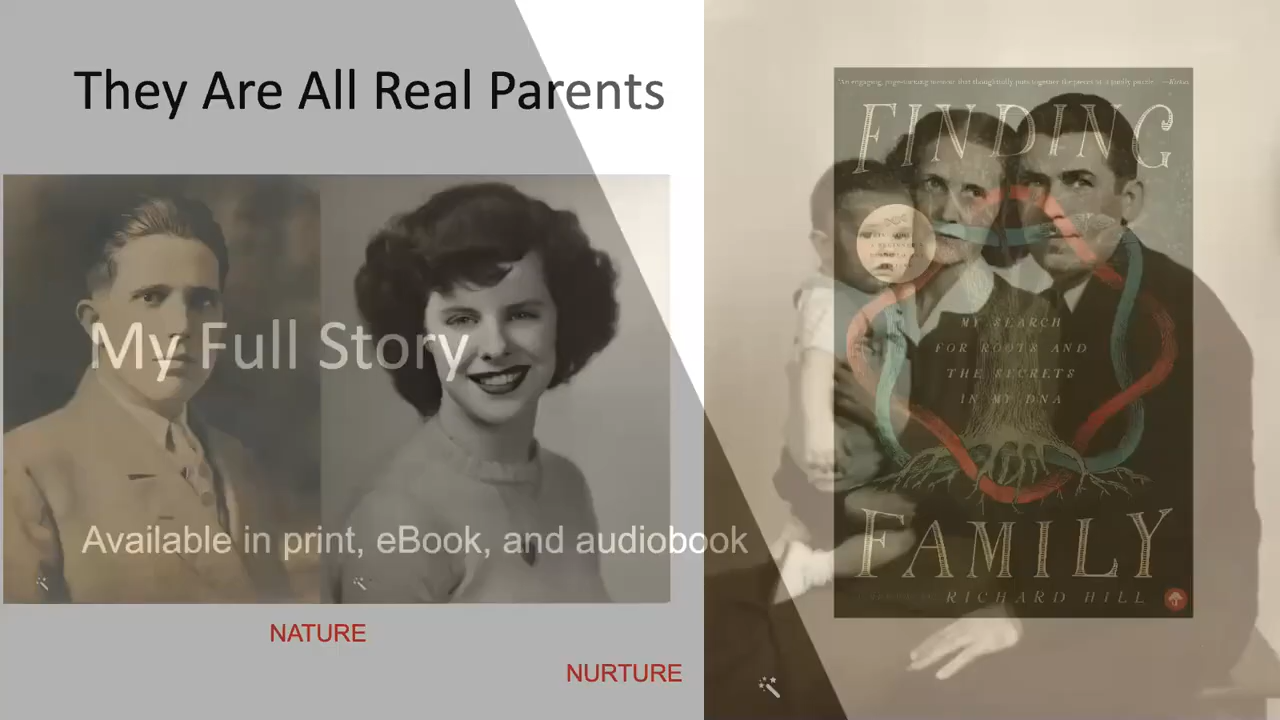 They Are All Real Parents
My Full Story
Available in print, eBook, and audiobook
NATURE
NURTURE
FINDING
MY SEARCH
FOR ROOTS AND
THE SECRETS
IN MY DNA
FAMILY
RICHARD HILL